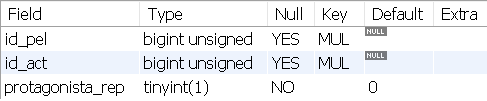 Field Type Null Key Default Extra
id_pel bigint unsigned YES MUL NULL
id_act bigint unsigned YES MUL NULL
protagonista_rep tinyint(1) NO 0